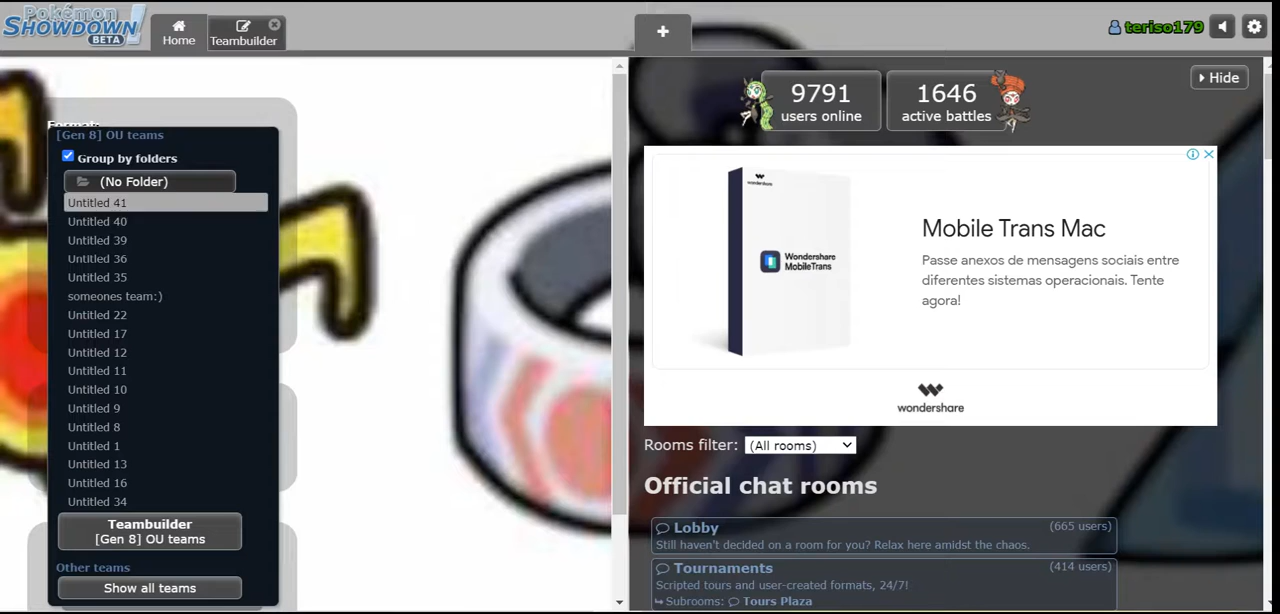 Pokémon
SHOWDOWN!
BETA
Home
Teambuilder
+
teriso179
Format:
[Gen 8] OU teams
Group by folders
(No Folder)
Untitled 41
Untitled 40
Untitled 39
Untitled 36
Untitled 35
someones team:)
Untitled 22
Untitled 17
Untitled 12
Untitled 11
Untitled 10
Untitled 9
Untitled 8
Untitled 1
Untitled 13
Untitled 16
Untitled 34
Teambuilder
[Gen 8] OU teams
Other teams
Show all teams
9791
users online
1646
active battles
Hide
wondershare
Wondershare
MobileTrans
Mobile Trans Mac
Passe anexos de mensagens sociais entre
diferentes sistemas operacionais. Tente
agora!
wondershare
Rooms filter: (All rooms)
Official chat rooms
Lobby (665 users)
Still haven't decided on a room for you? Relax here amidst the chaos.
Tournaments (414 users)
Scripted tours and user-created formats, 24/7!
Subrooms: Tours Plaza